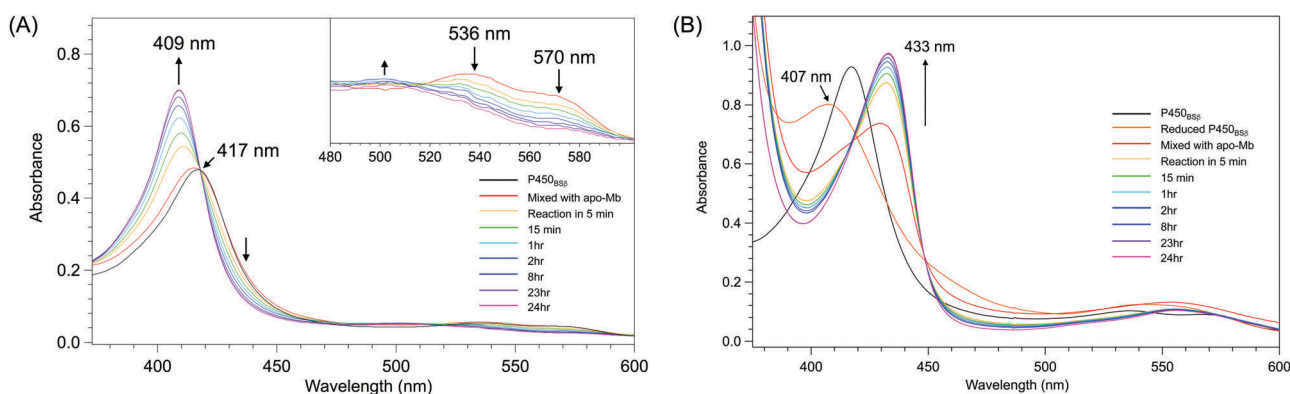 (A)
409 nm
417 nm
536 nm
570 nm
480 500 520 540 560 580
P450BSβ
Mixed with apo-Mb
Reaction in 5 min
15 min
1hr
2hr
8hr
23hr
24hr
0.8
0.6
0.4
0.2
0.0
Absorbance
400 450 500 550 600
Wavelength (nm)
(B)
407 nm
433 nm
P450BSβ
Reduced P450BSβ
Mixed with apo-Mb
Reaction in 5 min
15 min
1hr
2hr
8hr
23hr
24hr
1.0
0.8
0.6
0.4
0.2
0.0
Absorbance
400 450 500 550 600
Wavelength (nm)